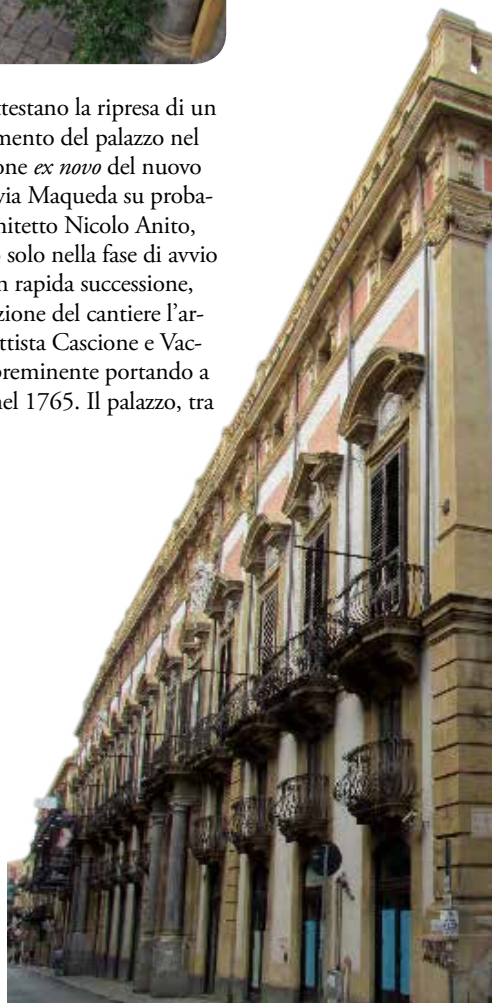 ttestano la ripresa di un
mento del palazzo nel
one ex novo del nuovo
via Maqueda su proba-
hitetto Nicolo Anito,
solo nella fase di avvio
n rapida successione,
zione del cantiere l'ar-
ttista Cascione e Vac-
preminente portando a
nel 1765. Il palazzo, tra